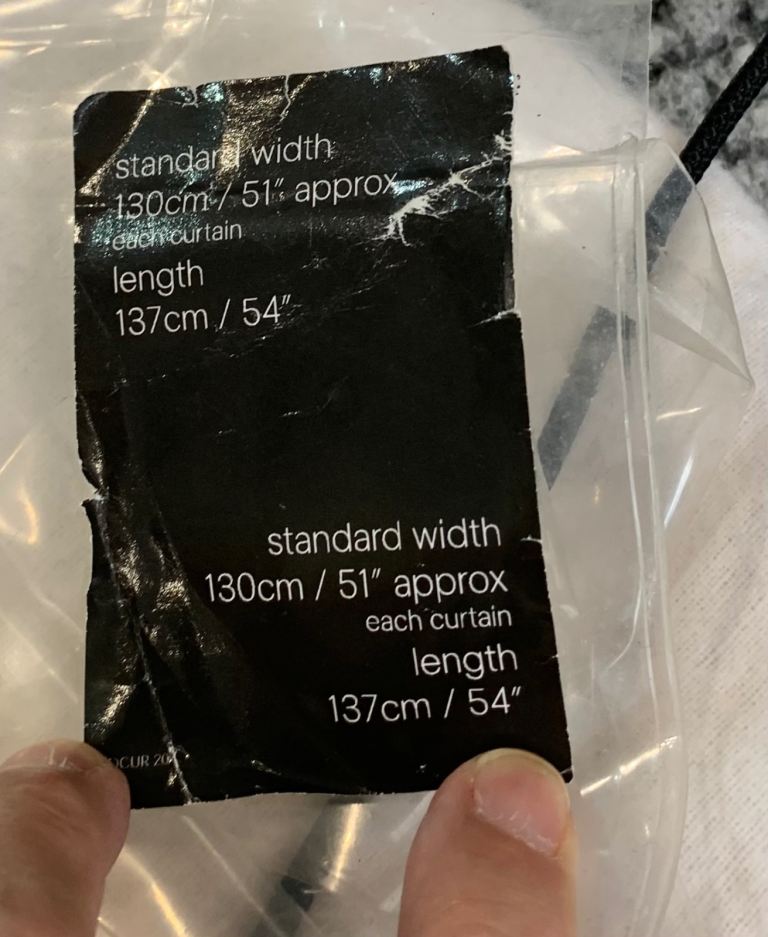 standard width
130cm / 51" approx
each curtain
length
137cm / 54"
standard width
130cm / 51" approx
each curtain
length
137cm / 54"